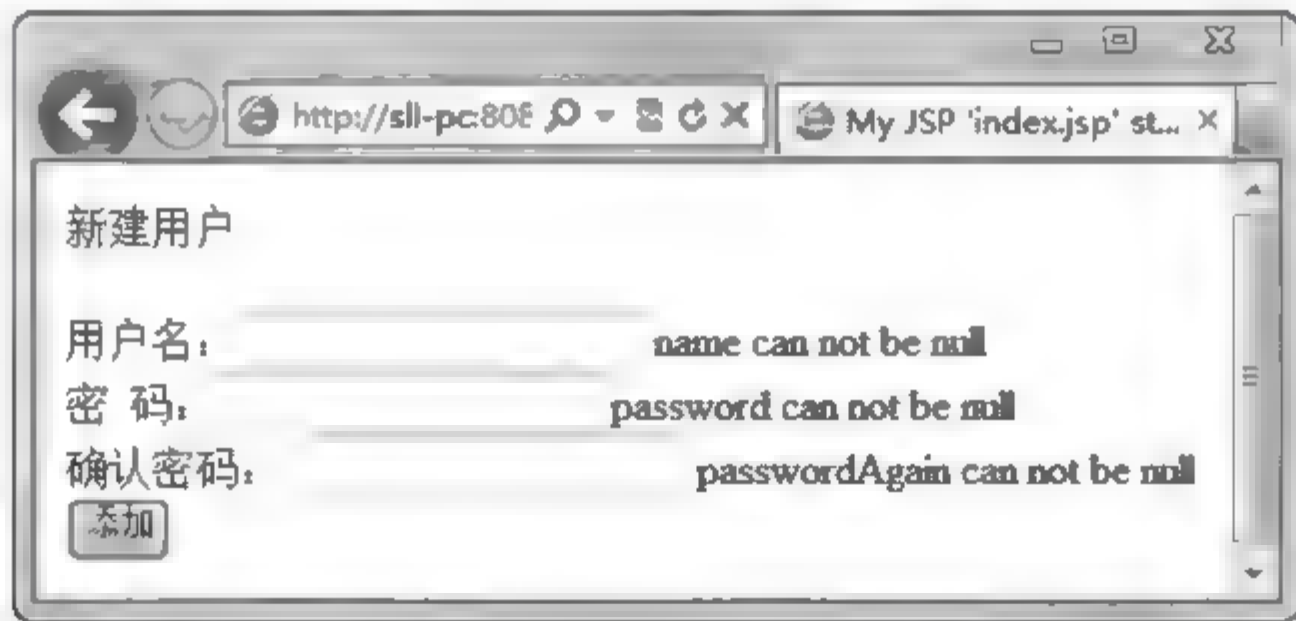 http://sll-pc:808
My JSP 'index.jsp' st...
新建用户
用户名：
name can not be null
密 码：
password can not be null
确认密码：
passwordAgain can not be null
添加